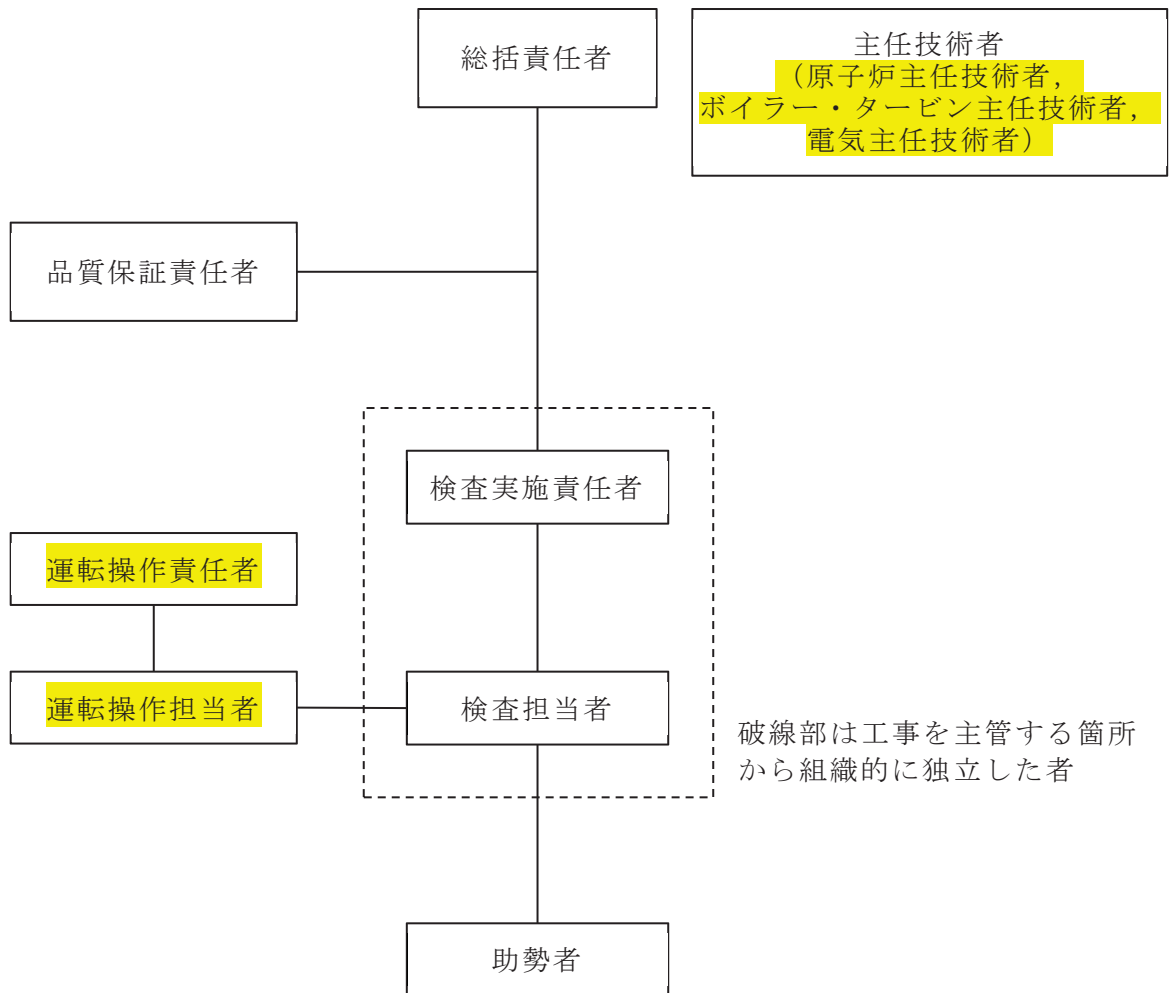 総括責任者
主任技術者
（原子炉主任技術者，
ボイラー・タービン主任技術者，
電気主任技術者）
品質保証責任者
検査実施責任者
運転操作責任者
運転操作担当者
検査担当者
破線部は工事を主管する箇所
から組織的に独立した者
助勢者